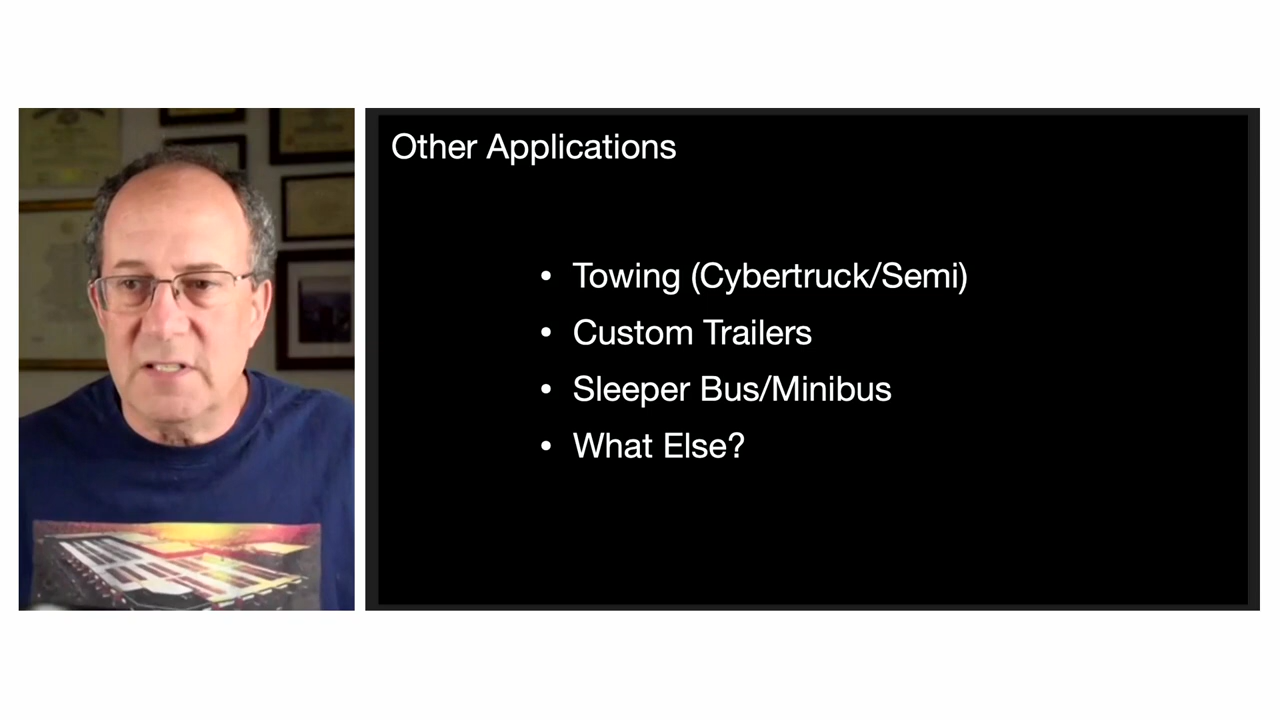 Other Applications
• Towing (Cybertruck/Semi)
• Custom Trailers
• Sleeper Bus/Minibus
• What Else?